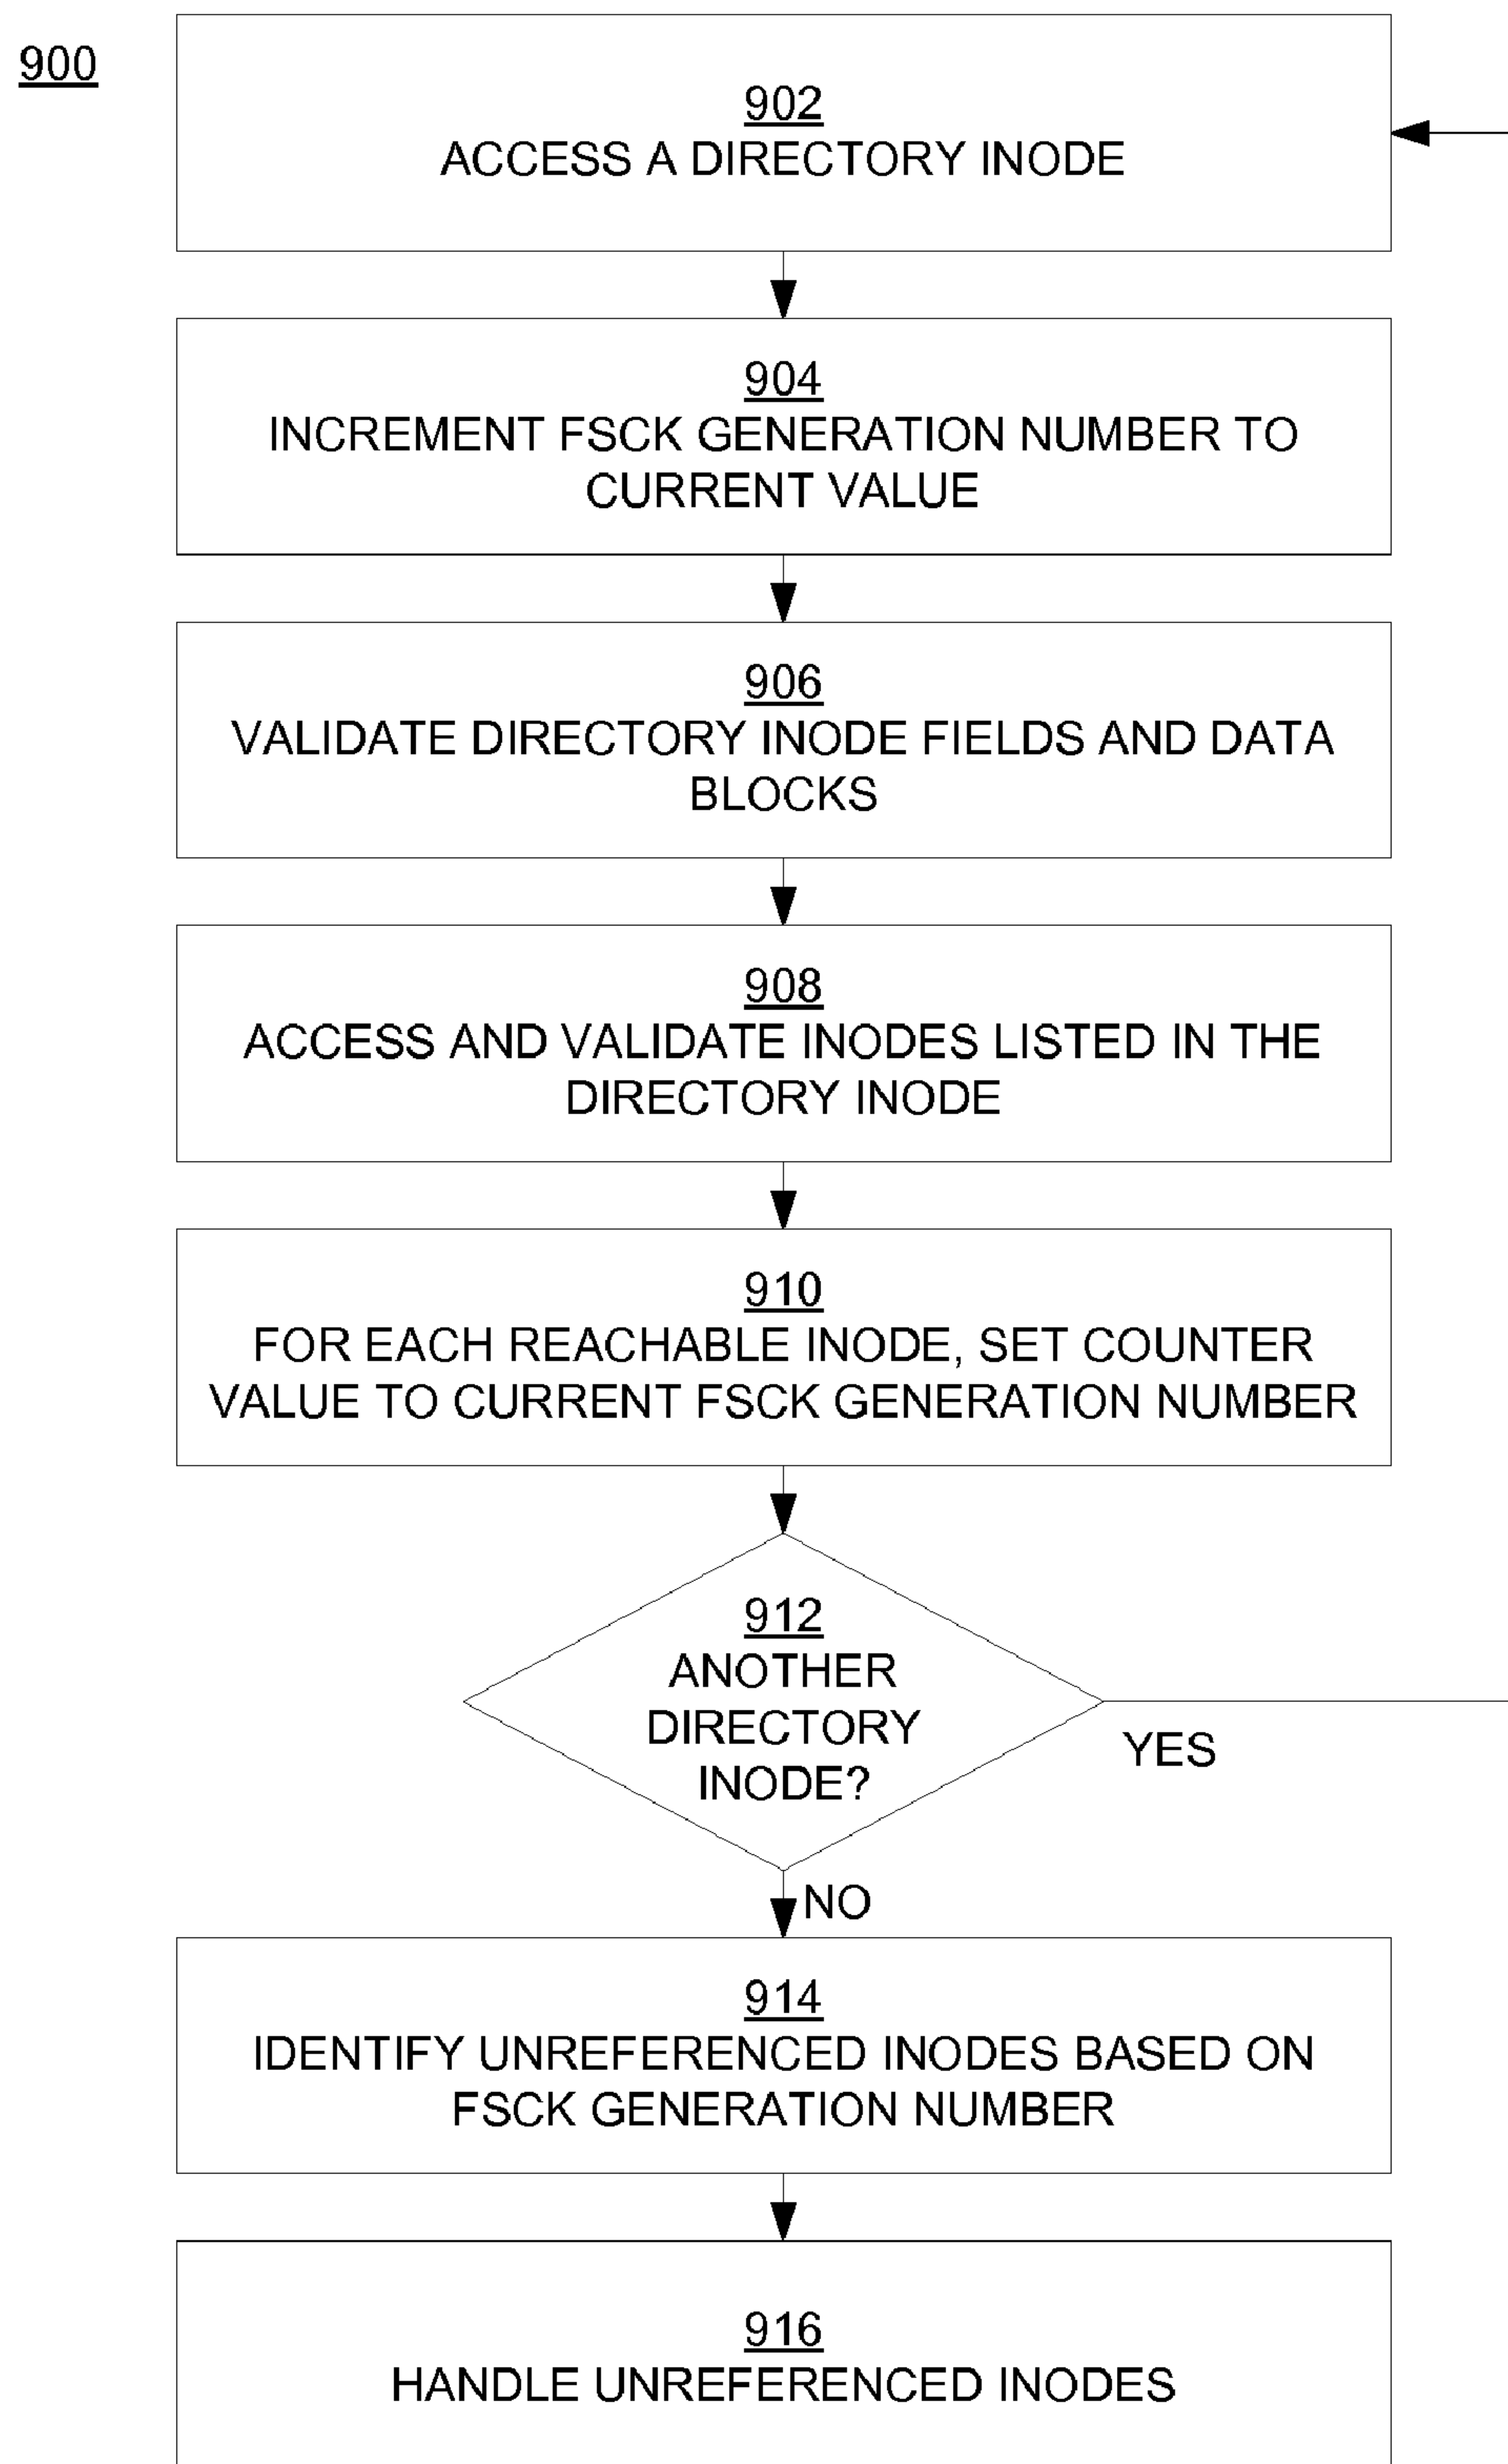 900
902
ACCESS A DIRECTORY INODE
904
INCREMENT FSCK GENERATION NUMBER TO
CURRENT VALUE
906
VALIDATE DIRECTORY INODE FIELDS AND DATA
BLOCKS
908
ACCESS AND VALIDATE INODES LISTED IN THE
DIRECTORY INODE
910
FOR EACH REACHABLE INODE, SET COUNTER
VALUE TO CURRENT FSCK GENERATION NUMBER
912
ANOTHER
DIRECTORY
INODE?
YES
NO
914
IDENTIFY UNREFERENCED INODES BASED ON
FSCK GENERATION NUMBER
916
HANDLE UNREFERENCED INODES